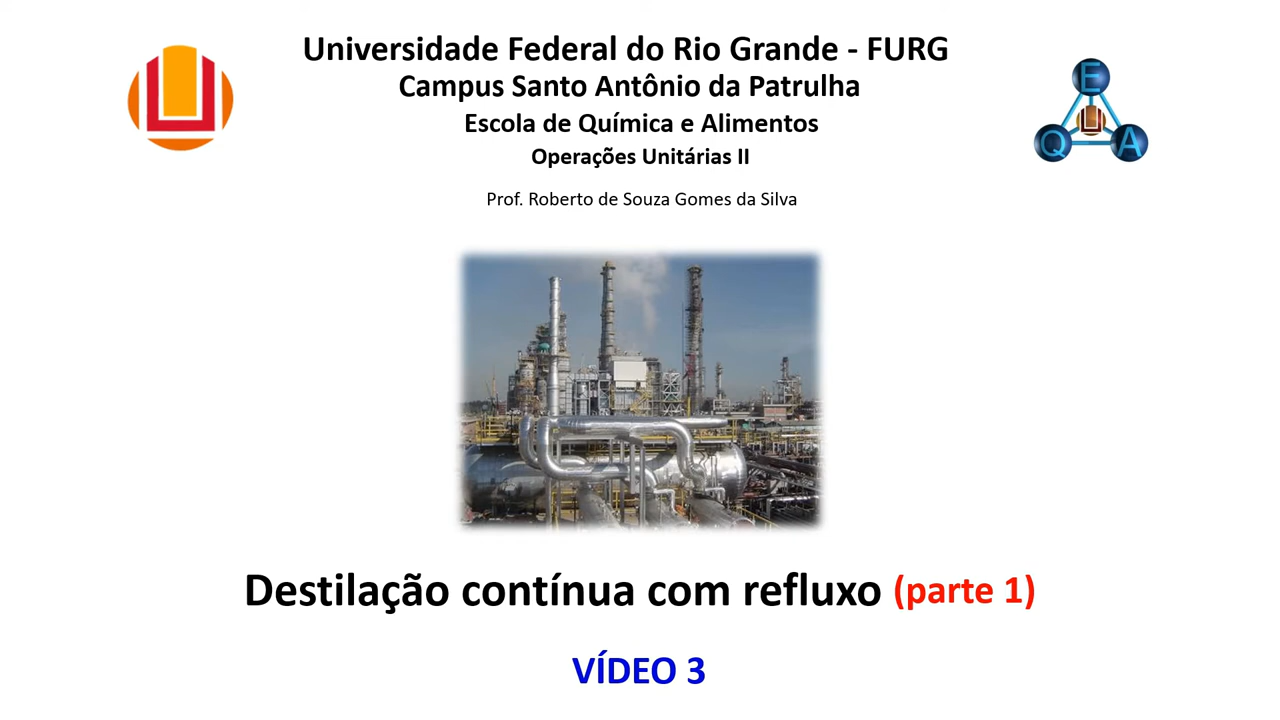 Universidade Federal do Rio Grande - FURG
Campus Santo Antônio da Patrulha
Escola de Química e Alimentos
Operações Unitárias II
Prof. Roberto de Souza Gomes da Silva
E
Q A
Destilação contínua com refluxo (parte 1)
VÍDEO 3